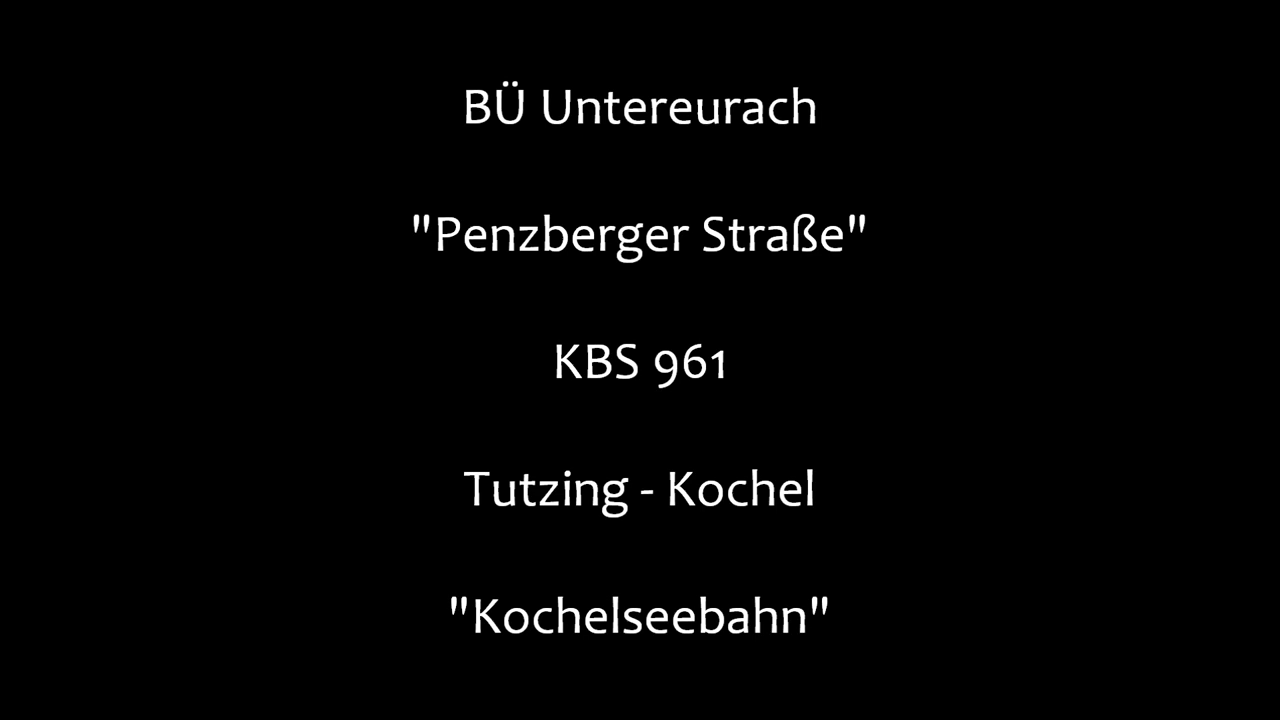 BÜ Untereurach
"Penzberger Straße"
KBS 961
Tutzing - Kochel
"Kochelseebahn"